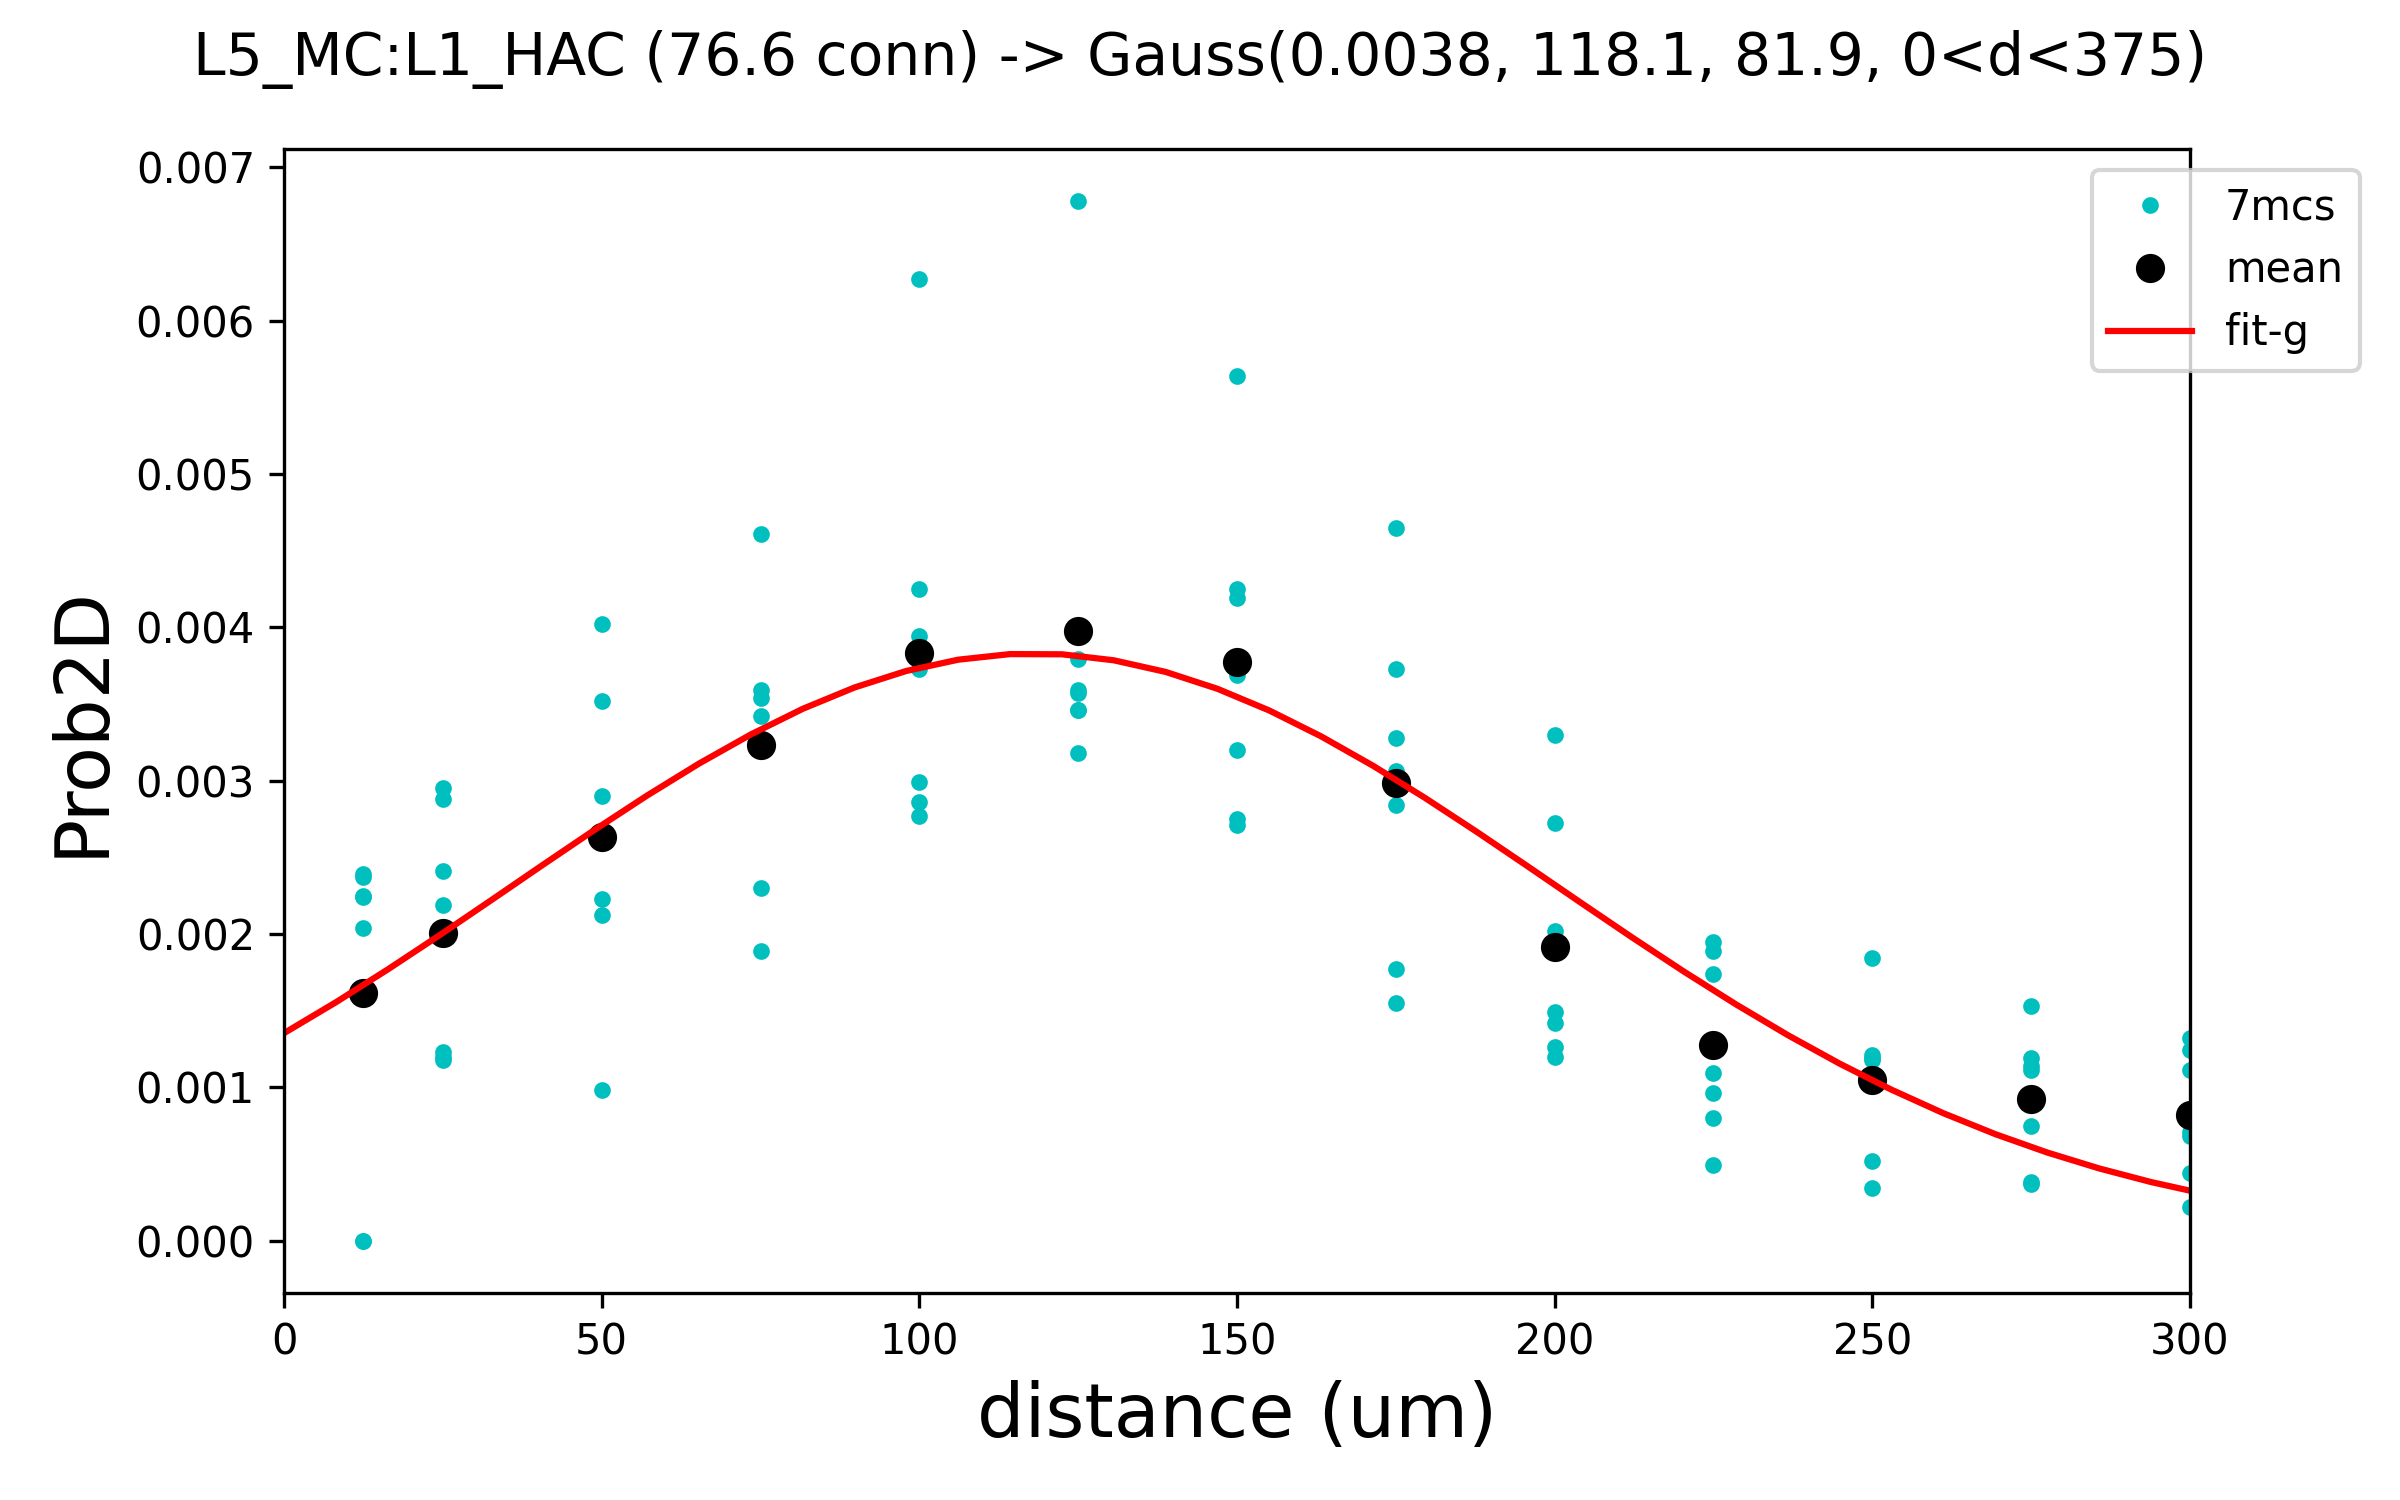 L5_MC:L1_HAC (76.6 conn) -> Gauss(0.0038, 118.1, 81.9, 0<d<375)
7mcs
mean
fit-g
Prob2D
0.007
0.006
0.005
0.004
0.003
0.002
0.001
0.000
0 50 100 150 200 250 300
distance (um)